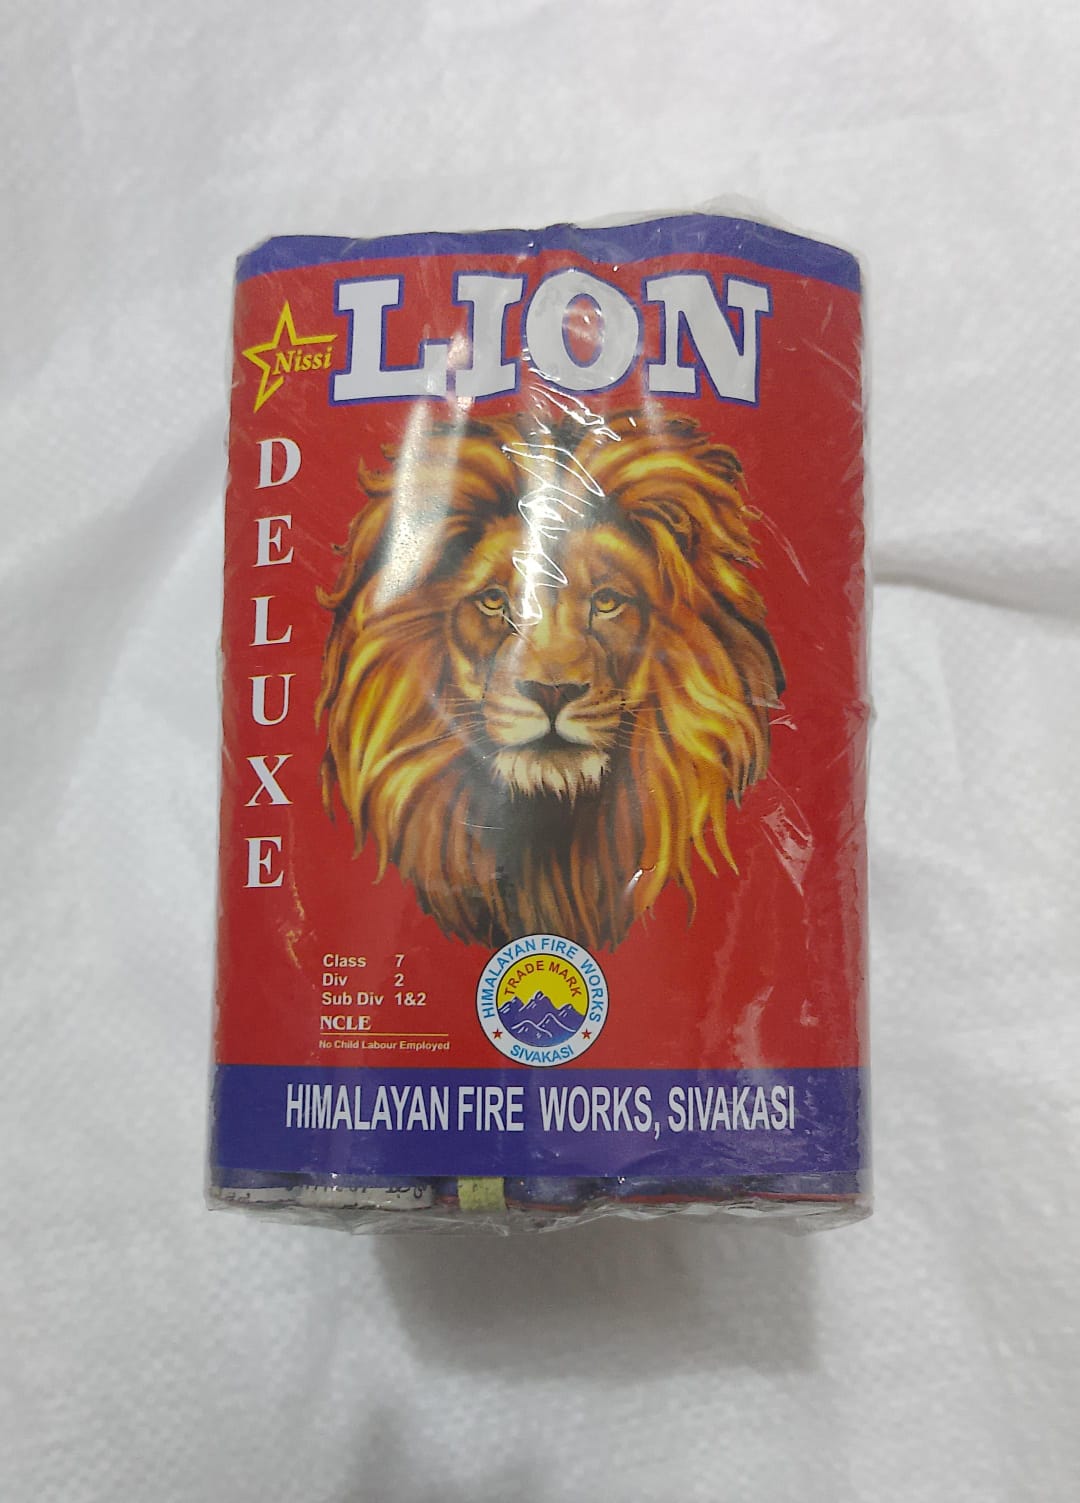 LION
Nissi
DELUXE
Class 7
Div 2
Sub Div 1&2
NCLE
No Child Labour Employed
HIMALAYAN FIRE WORKS
TRADE MARK
SIVAKASI
HIMALAYAN FIRE WORKS, SIVAKASI